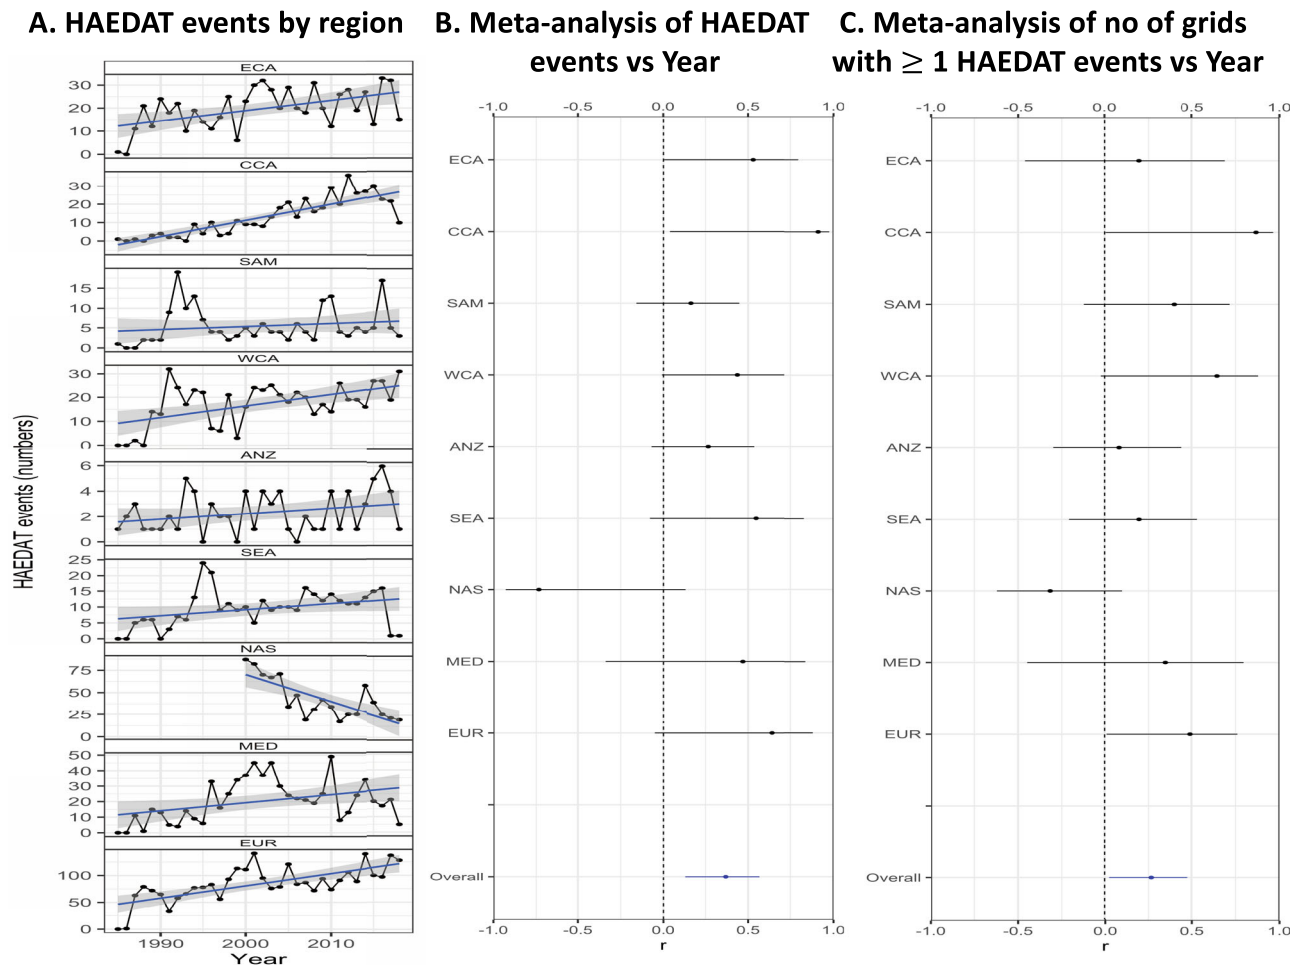 A. HAEDAT events by region
B. Meta-analysis of HAEDAT
events vs Year
C. Meta-analysis of no of grids
with ≥ 1 HAEDAT events vs Year
HAEDAT events (numbers)
ECA
30
20
10
0
CCA
30
20
10
0
SAM
15
10
5
0
WCA
30
20
10
0
ANZ
6
4
2
0
SEA
25
20
15
10
5
0
NAS
75
50
25
0
MED
50
40
30
20
10
0
EUR
100
50
0
1990 2000 2010
Year
-1.0 -0.5 0.0 0.5 1.0
ECA
CCA
SAM
WCA
ANZ
SEA
NAS
MED
EUR
Overall
-1.0 -0.5 0.0 0.5 1.0
r
-1.0 -0.5 0.0 0.5 1.0
ECA
CCA
SAM
WCA
ANZ
SEA
NAS
MED
EUR
Overall
-1.0 -0.5 0.0 0.5 1.0
r